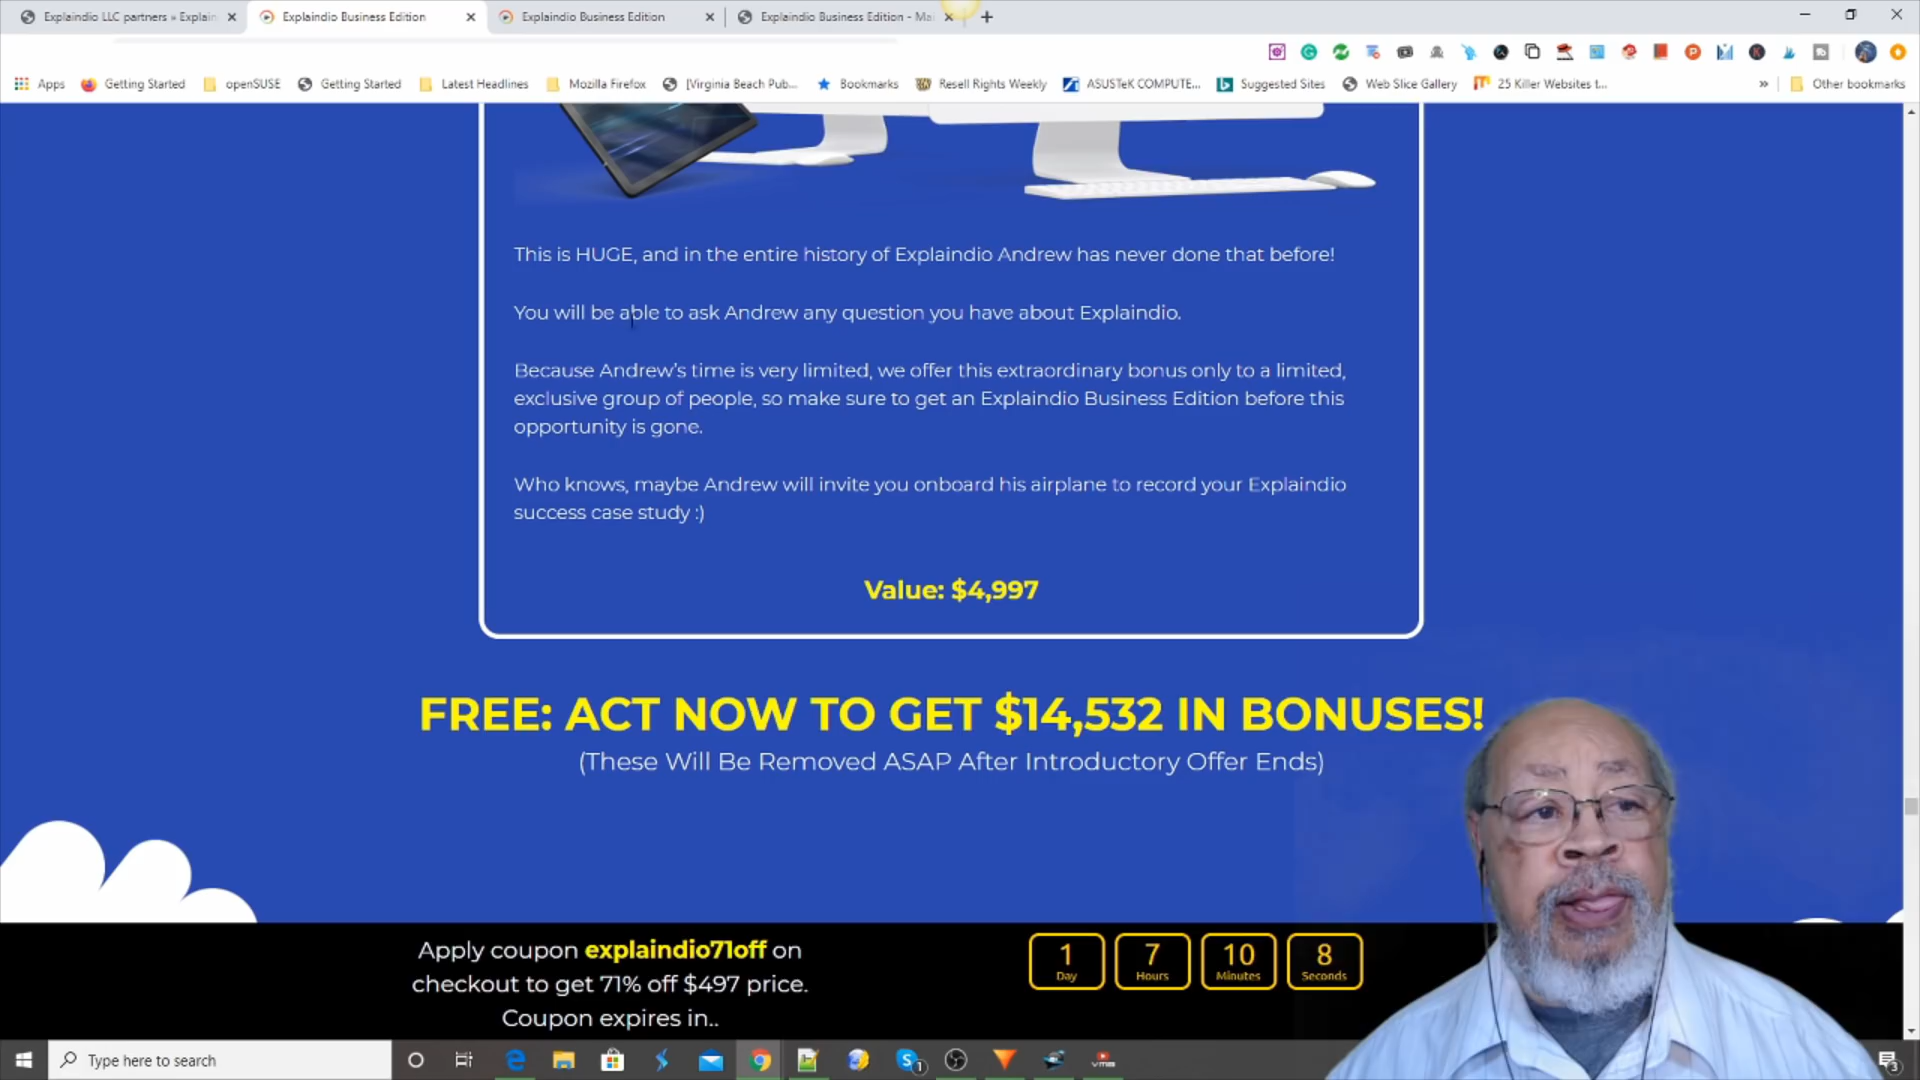 Explaindio LLC partners » Explain
Explaindio Business Edition
Explaindio Business Edition
Explaindio Business Edition - Mai
Apps
Getting Started
openSUSE
Getting Started
Latest Headlines
Mozilla Firefox
[Virginia Beach Pub...
Bookmarks
Resell Rights Weekly
ASUSTeK COMPUTE...
Suggested Sites
Web Slice Gallery
25 Killer Websites t...
»
Other bookmarks
This is HUGE, and in the entire history of Explaindio Andrew has never done that before!
You will be able to ask Andrew any question you have about Explaindio.
Because Andrew's time is very limited, we offer this extraordinary bonus only to a limited,
exclusive group of people, so make sure to get an Explaindio Business Edition before this
opportunity is gone.
Who knows, maybe Andrew will invite you onboard his airplane to record your Explaindio
success case study :)
Value: $4,997
FREE: ACT NOW TO GET $14,532 IN BONUSES!
(These Will Be Removed ASAP After Introductory Offer Ends)
Apply coupon explaindio71off on
checkout to get 71% off $497 price.
Coupon expires in..
1 7 10 8
Day Hours Minutes Seconds
Type here to search